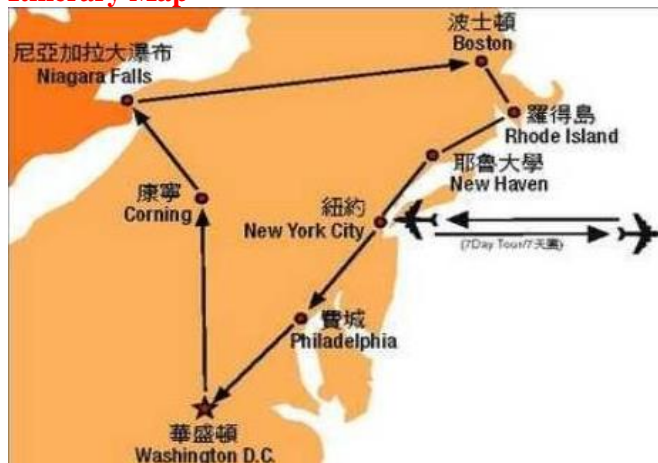 Itinerary Map
波士頓
Boston
尼亞加拉大瀑布
Niagara Falls
羅得島
Rhode Island
耶魯大學
New Haven
康寧
Corning
紐約
New York City
(7Day Tour/7天團)
費城
Philadelphia
華盛頓
Washington D.C.